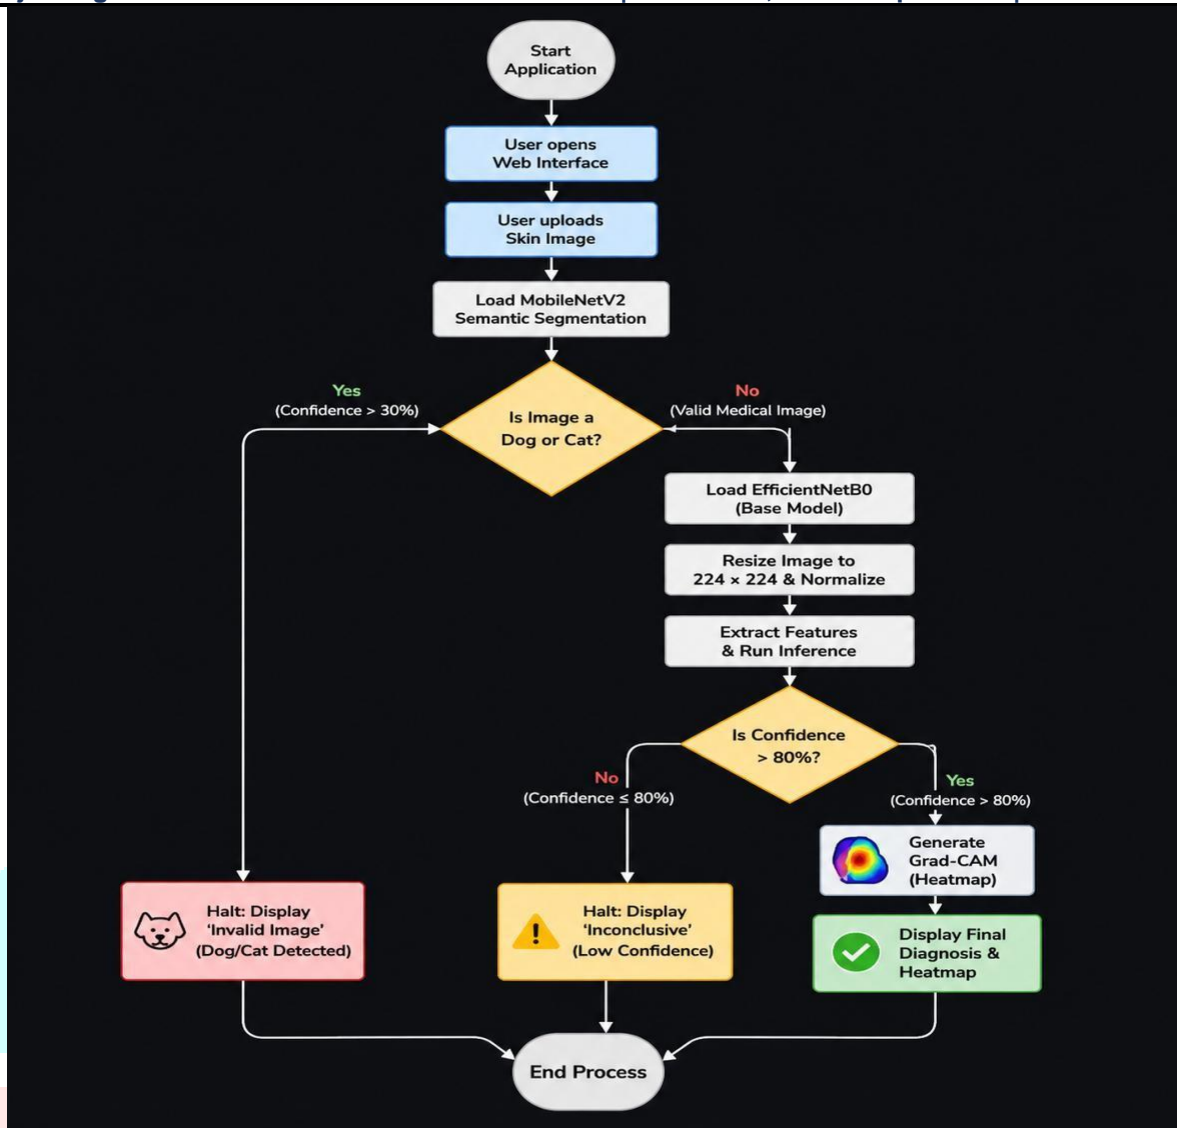 Start
Application
User opens
Web Interface
User uploads
Skin Image
Load MobileNetV2
Semantic Segmentation
Is Image a
Dog or Cat?
Yes
(Confidence > 30%)
No
(Valid Medical Image)
Load EfficientNetB0
(Base Model)
Resize Image to
224 × 224 & Normalize
Extract Features
& Run Inference
Is Confidence
> 80%?
No
(Confidence ≤ 80%)
Yes
(Confidence > 80%)
Generate
Grad-CAM
(Heatmap)
Halt: Display
‘Invalid Image’
(Dog/Cat Detected)
Halt: Display
‘Inconclusive’
(Low Confidence)
Display Final
Diagnosis &
Heatmap
End Process